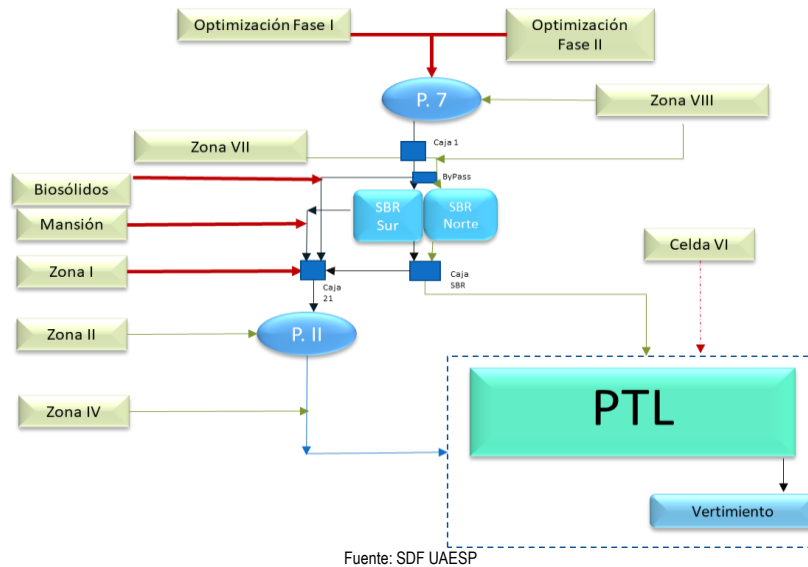 Optimización Fase I
Optimización
Fase II
P. 7
Zona VIII
Caja 1
Zona VII
ByPass
Biosólidos
SBR
Sur
SBR
Norte
Mansión
Celda VI
Zona I
Caja
21
Caja
SBR
Zona II
P. II
PTL
Zona IV
Vertimiento
Fuente: SDF UAESP